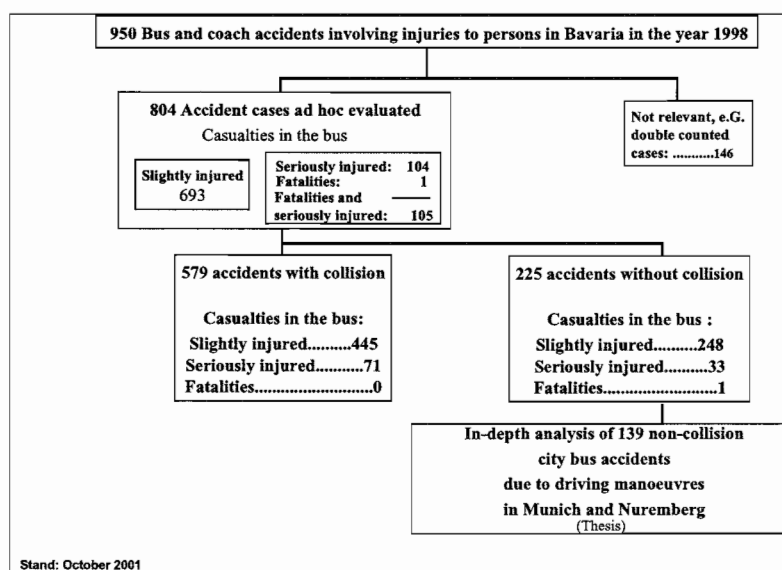 950 Bus and coach accidents involving injuries to persons in Bavaria in the year 1998
804 Accident cases ad hoc evaluated
Casualties in the bus
Slightly injured
693
Seriously injured: 104
Fatalities: 1
Fatalities and
seriously injured: 105
Not relevant, e.G.
double counted
cases: ...........146
579 accidents with collision
Casualties in the bus:
Slightly injured..........445
Seriously injured...........71
Fatalities...........................0
225 accidents without collision
Casualties in the bus :
Slightly injured..........248
Seriously injured..........33
Fatalities..........................1
In-depth analysis of 139 non-collision
city bus accidents
due to driving manoeuvres
in Munich and Nuremberg
(Thesis)
Stand: October 2001